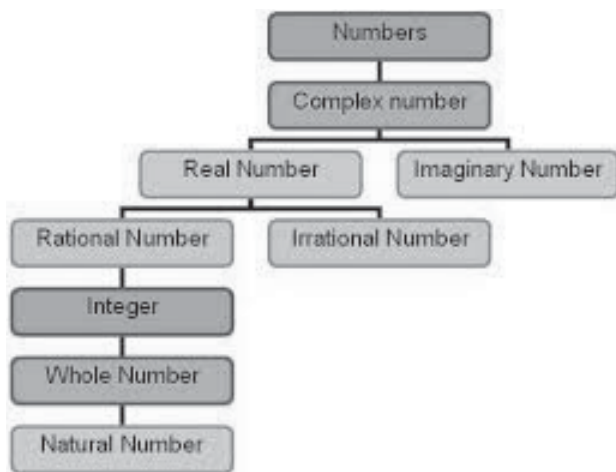 Numbers
Complex number
Real Number
Imaginary Number
Rational Number
Irrational Number
Integer
Whole Number
Natural Number